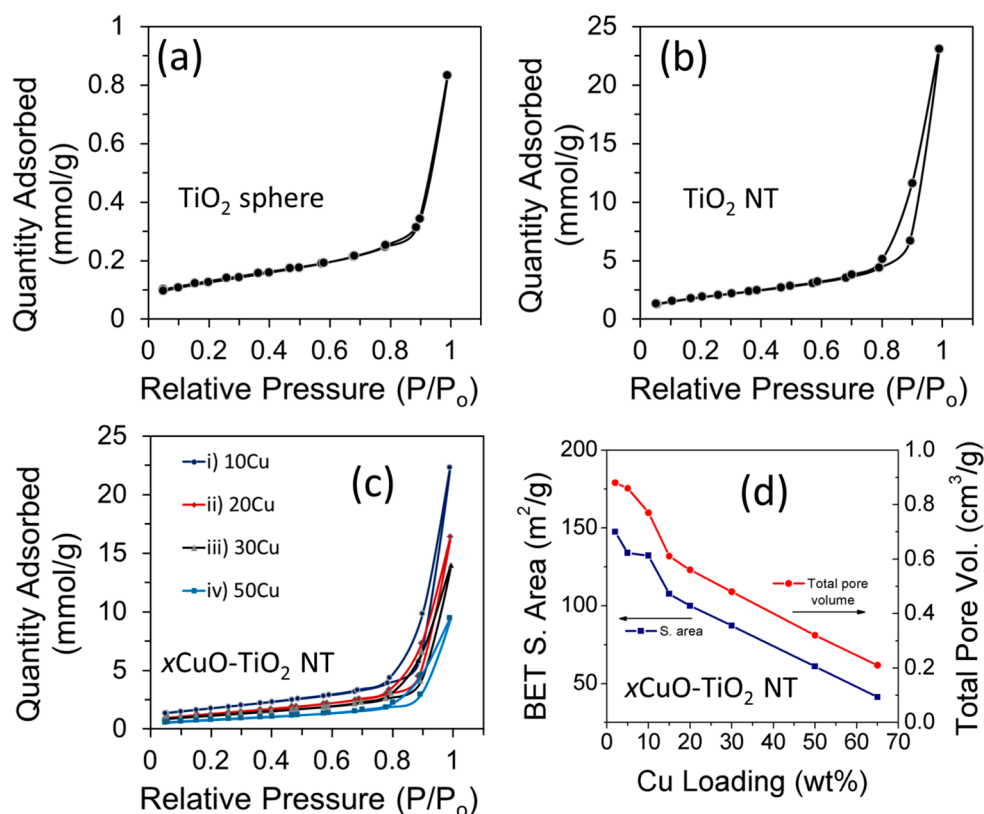 (a)
Quantity Adsorbed
(mmol/g)
1
0.8
0.6
0.4
0.2
0
TiO2 sphere
0 0.2 0.4 0.6 0.8 1
Relative Pressure (P/Po)
(b)
Quantity Adsorbed
(mmol/g)
25
20
15
10
5
0
TiO2 NT
0 0.2 0.4 0.6 0.8 1
Relative Pressure (P/Po)
(c)
Quantity Adsorbed
(mmol/g)
25
20
15
10
5
0
i) 10Cu
ii) 20Cu
iii) 30Cu
iv) 50Cu
xCuO-TiO2 NT
0 0.2 0.4 0.6 0.8 1
Relative Pressure (P/Po)
(d)
BET S. Area (m2/g)
200
150
100
50
Total pore
volume
S. area
xCuO-TiO2 NT
1.0
0.8
0.6
0.4
0.2
0.0
Total Pore Vol. (cm3/g)
0 10 20 30 40 50 60 70
Cu Loading (wt%)